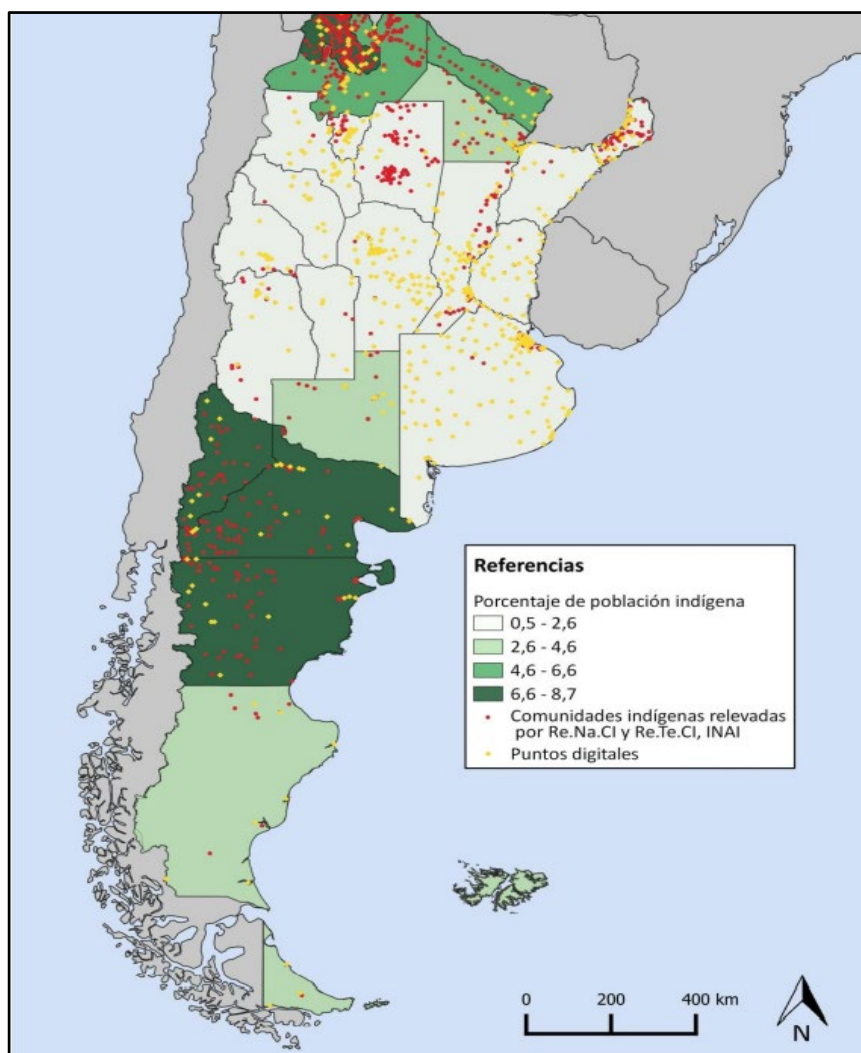 Referencias
Porcentaje de población indígena
0,5 - 2,6
2,6 - 4,6
4,6 - 6,6
6,6 - 8,7
Comunidades indígenas relevadas
por Re.Na.CI y Re.Te.CI, INAI
Puntos digitales
0 200 400 km
N